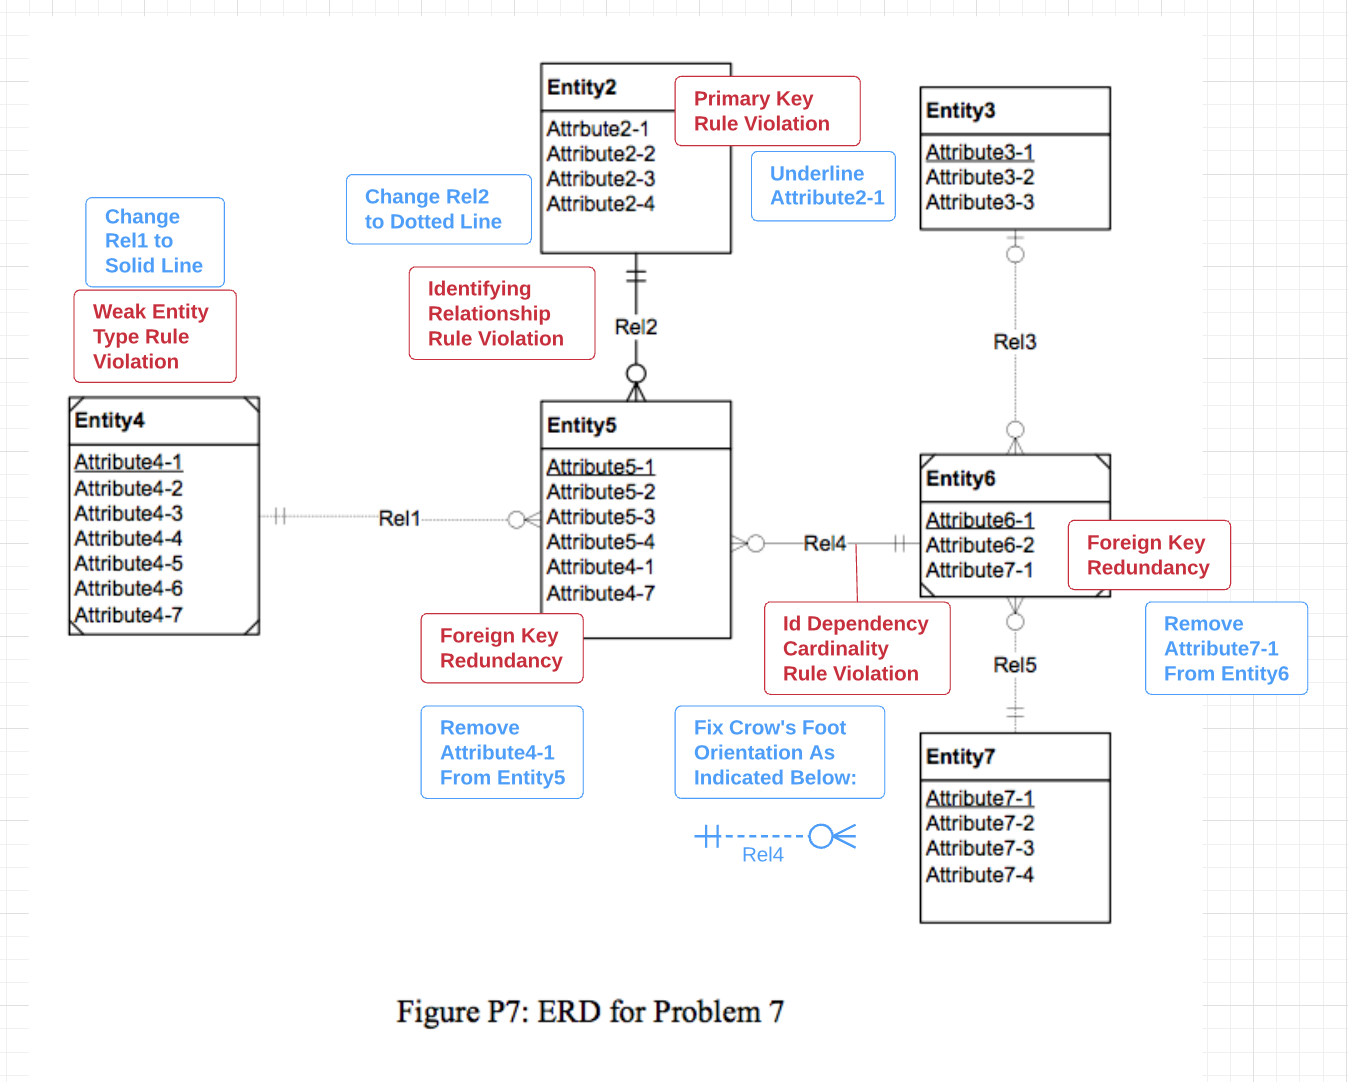 Entity2
Attrbute2-1
Attribute2-2
Attribute2-3
Attribute2-4
Primary Key
Rule Violation
Underline
Attribute2-1
Entity3
Attribute3-1
Attribute3-2
Attribute3-3
Change Rel2
to Dotted Line
Change
Rel1 to
Solid Line
Weak Entity
Type Rule
Violation
Identifying
Relationship
Rule Violation
Rel2
Rel3
Entity4
Attribute4-1
Attribute4-2
Attribute4-3
Attribute4-4
Attribute4-5
Attribute4-6
Attribute4-7
Rel1
Entity5
Attribute5-1
Attribute5-2
Attribute5-3
Attribute5-4
Attribute4-1
Attribute4-7
Rel4
Entity6
Attribute6-1
Attribute6-2
Attribute7-1
Foreign Key
Redundancy
Foreign Key
Redundancy
Id Dependency
Cardinality
Rule Violation
Rel5
Remove
Attribute7-1
From Entity6
Remove
Attribute4-1
From Entity5
Fix Crow's Foot
Orientation As
Indicated Below:
Rel4
Entity7
Attribute7-1
Attribute7-2
Attribute7-3
Attribute7-4
Figure P7: ERD for Problem 7